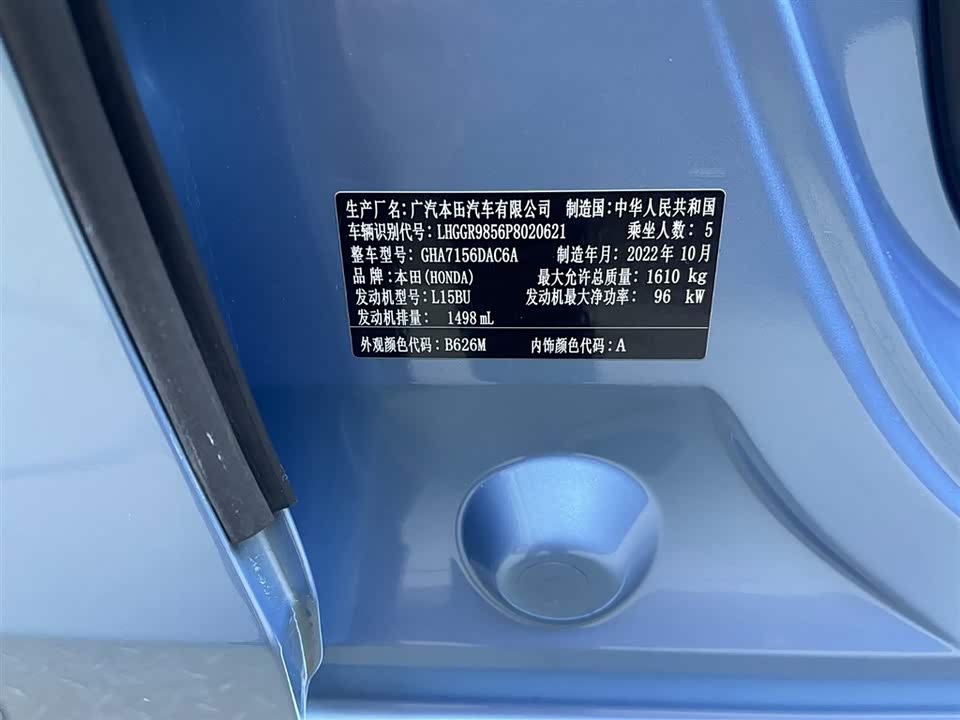 生产厂名：广汽本田汽车有限公司 制造国：中华人民共和国
车辆识别代号：LHGGR9856P8020621 乘坐人数：5
整车型号：GHA7156DAC6A 制造年月：2022年 10月
品 牌：本田(HONDA) 最大允许总质量：1610 kg
发动机型号：L15BU 发动机最大净功率：96 kW
发动机排量：1498 mL
外观颜色代码：B626M 内饰颜色代码：A